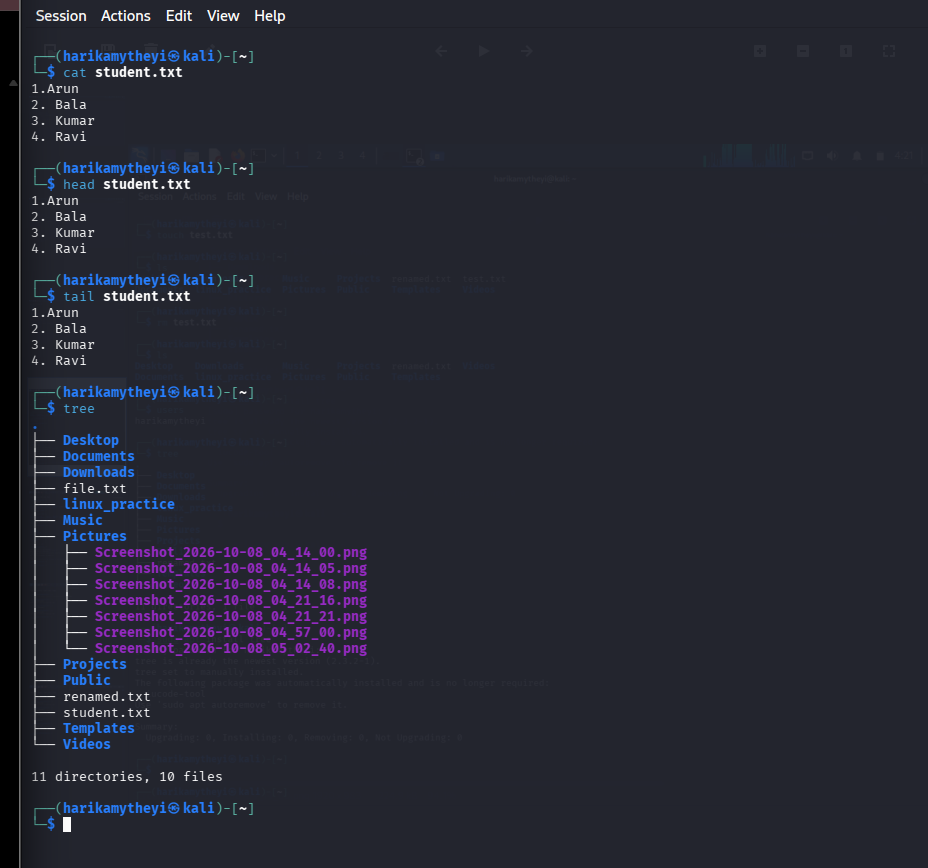 Session Actions Edit View Help
┌──(harikamytheyi㉿kali)-[~]
└─$ cat student.txt
1.Arun
2. Bala
3. Kumar
4. Ravi
┌──(harikamytheyi㉿kali)-[~]
└─$ head student.txt
1.Arun
2. Bala
3. Kumar
4. Ravi
┌──(harikamytheyi㉿kali)-[~]
└─$ tail student.txt
1.Arun
2. Bala
3. Kumar
4. Ravi
┌──(harikamytheyi㉿kali)-[~]
└─$ tree
.
├── Desktop
├── Documents
├── Downloads
├── file.txt
├── linux_practice
├── Music
├── Pictures
│   ├── Screenshot_2026-10-08_04_14_00.png
│   ├── Screenshot_2026-10-08_04_14_05.png
│   ├── Screenshot_2026-10-08_04_14_08.png
│   ├── Screenshot_2026-10-08_04_21_16.png
│   ├── Screenshot_2026-10-08_04_21_21.png
│   ├── Screenshot_2026-10-08_04_57_00.png
│   └── Screenshot_2026-10-08_05_02_40.png
├── Projects
├── Public
├── renamed.txt
├── student.txt
├── Templates
└── Videos
11 directories, 10 files
┌──(harikamytheyi㉿kali)-[~]
└─$